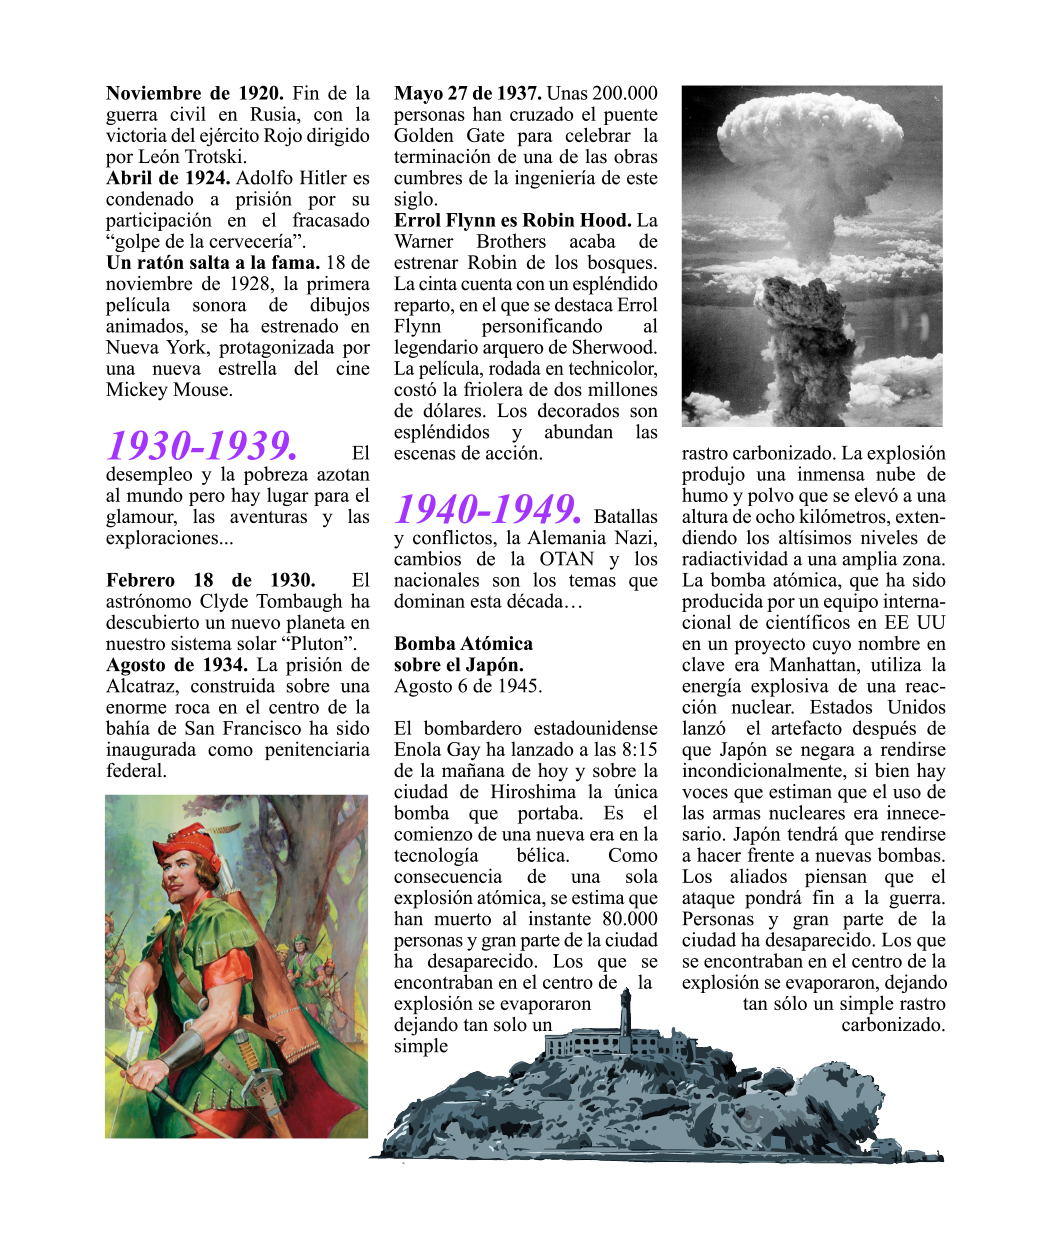 Noviembre de 1920. Fin de la
guerra civil en Rusia, con la
victoria del ejército Rojo dirigido
por León Trotski.
Abril de 1924. Adolfo Hitler es
condenado a prisión por su
participación en el fracasado
“golpe de la cervecería”.
Un ratón salta a la fama. 18 de
noviembre de 1928, la primera
película sonora de dibujos
animados, se ha estrenado en
Nueva York, protagonizada por
una nueva estrella del cine
Mickey Mouse.
1930-1939. El
desempleo y la pobreza azotan
al mundo pero hay lugar para el
glamour, las aventuras y las
exploraciones...
Febrero 18 de 1930. El
astrónomo Clyde Tombaugh ha
descubierto un nuevo planeta en
nuestro sistema solar “Pluton”.
Agosto de 1934. La prisión de
Alcatraz, construida sobre una
enorme roca en el centro de la
bahía de San Francisco ha sido
inaugurada como penitenciaria
federal.
Mayo 27 de 1937. Unas 200.000
personas han cruzado el puente
Golden Gate para celebrar la
terminación de una de las obras
cumbres de la ingeniería de este
siglo.
Errol Flynn es Robin Hood. La
Warner Brothers acaba de
estrenar Robin de los bosques.
La cinta cuenta con un espléndido
reparto, en el que se destaca Errol
Flynn personificando al
legendario arquero de Sherwood.
La película, rodada en technicolor,
costó la friolera de dos millones
de dólares. Los decorados son
espléndidos y abundan las
escenas de acción.
1940-1949. Batallas
y conflictos, la Alemania Nazi,
cambios de la OTAN y los
nacionales son los temas que
dominan esta década…
Bomba Atómica
sobre el Japón.
Agosto 6 de 1945.
El bombardero estadounidense
Enola Gay ha lanzado a las 8:15
de la mañana de hoy y sobre la
ciudad de Hiroshima la única
bomba que portaba. Es el
comienzo de una nueva era en la
tecnología bélica. Como
consecuencia de una sola
explosión atómica, se estima que
han muerto al instante 80.000
personas y gran parte de la ciudad
ha desaparecido. Los que se
encontraban en el centro de la
explosión se evaporaron
dejando tan solo un
simple
rastro carbonizado. La explosión
produjo una inmensa nube de
humo y polvo que se elevó a una
altura de ocho kilómetros, exten-
diendo los altísimos niveles de
radiactividad a una amplia zona.
La bomba atómica, que ha sido
producida por un equipo interna-
cional de científicos en EE UU
en un proyecto cuyo nombre en
clave era Manhattan, utiliza la
energía explosiva de una reac-
ción nuclear. Estados Unidos
lanzó el artefacto después de
que Japón se negara a rendirse
incondicionalmente, si bien hay
voces que estiman que el uso de
las armas nucleares era innece-
sario. Japón tendrá que rendirse
a hacer frente a nuevas bombas.
Los aliados piensan que el
ataque pondrá fin a la guerra.
Personas y gran parte de la
ciudad ha desaparecido. Los que
se encontraban en el centro de la
explosión se evaporaron, dejando
tan sólo un simple rastro
carbonizado.